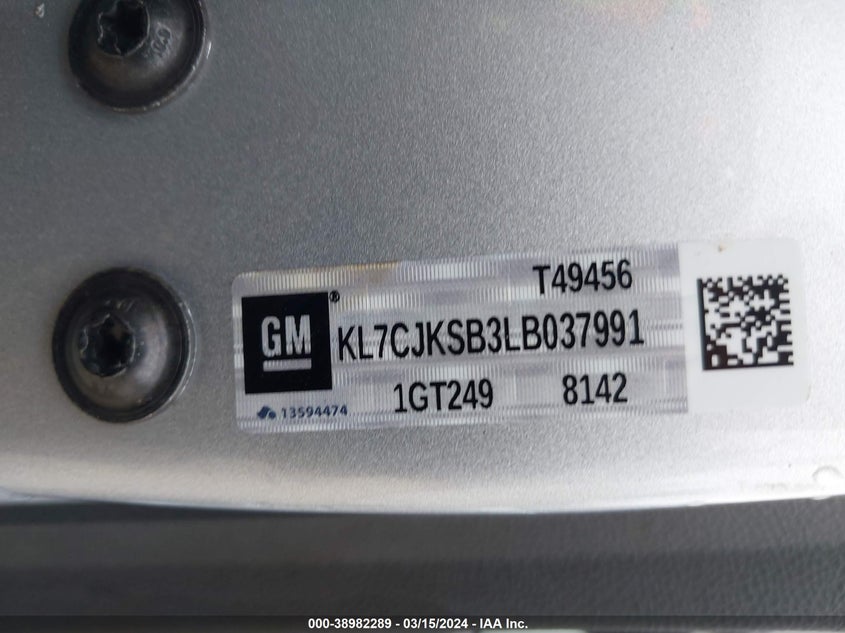 T49456
GM®
KL7CJKSB3LB037991
1GT249 8142
13594474
000-38982289 - 03/15/2024 - IAA Inc.